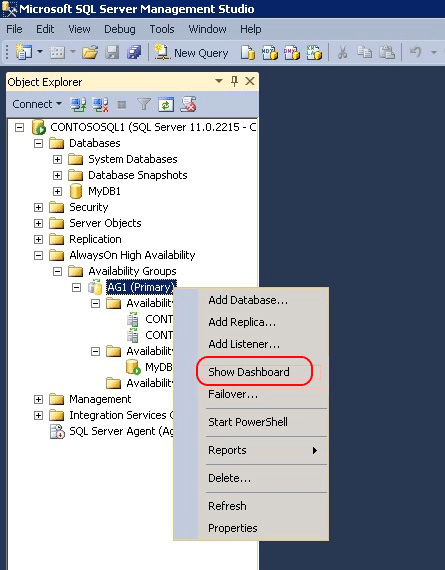 Microsoft SQL Server Management Studio
File Edit View Debug Tools Window Help
New Query
Object Explorer
Connect
CONTOSOSQL1 (SQL Server 11.0.2215 - C
Databases
System Databases
Database Snapshots
MyDB1
Security
Server Objects
Replication
AlwaysOn High Availability
Availability Groups
AG1 (Primary)
Availabil
CONT
CONT
Availabil
MyDB
Availabil
Management
Integration Services C
SQL Server Agent (Ag
Add Database...
Add Replica...
Add Listener...
Show Dashboard
Failover...
Start PowerShell
Reports
Delete...
Refresh
Properties